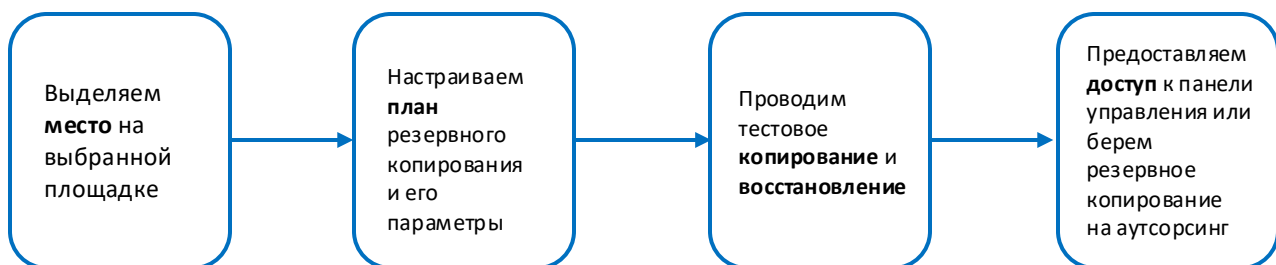 Выделяем
место на
выбранной
площадке
Настраиваем
план
резервного
копирования
и его
параметры
Проводим
тестовое
копирование и
восстановление
Предоставляем
доступ к панели
управления или
берем
резервное
копирование
на аутсорсинг